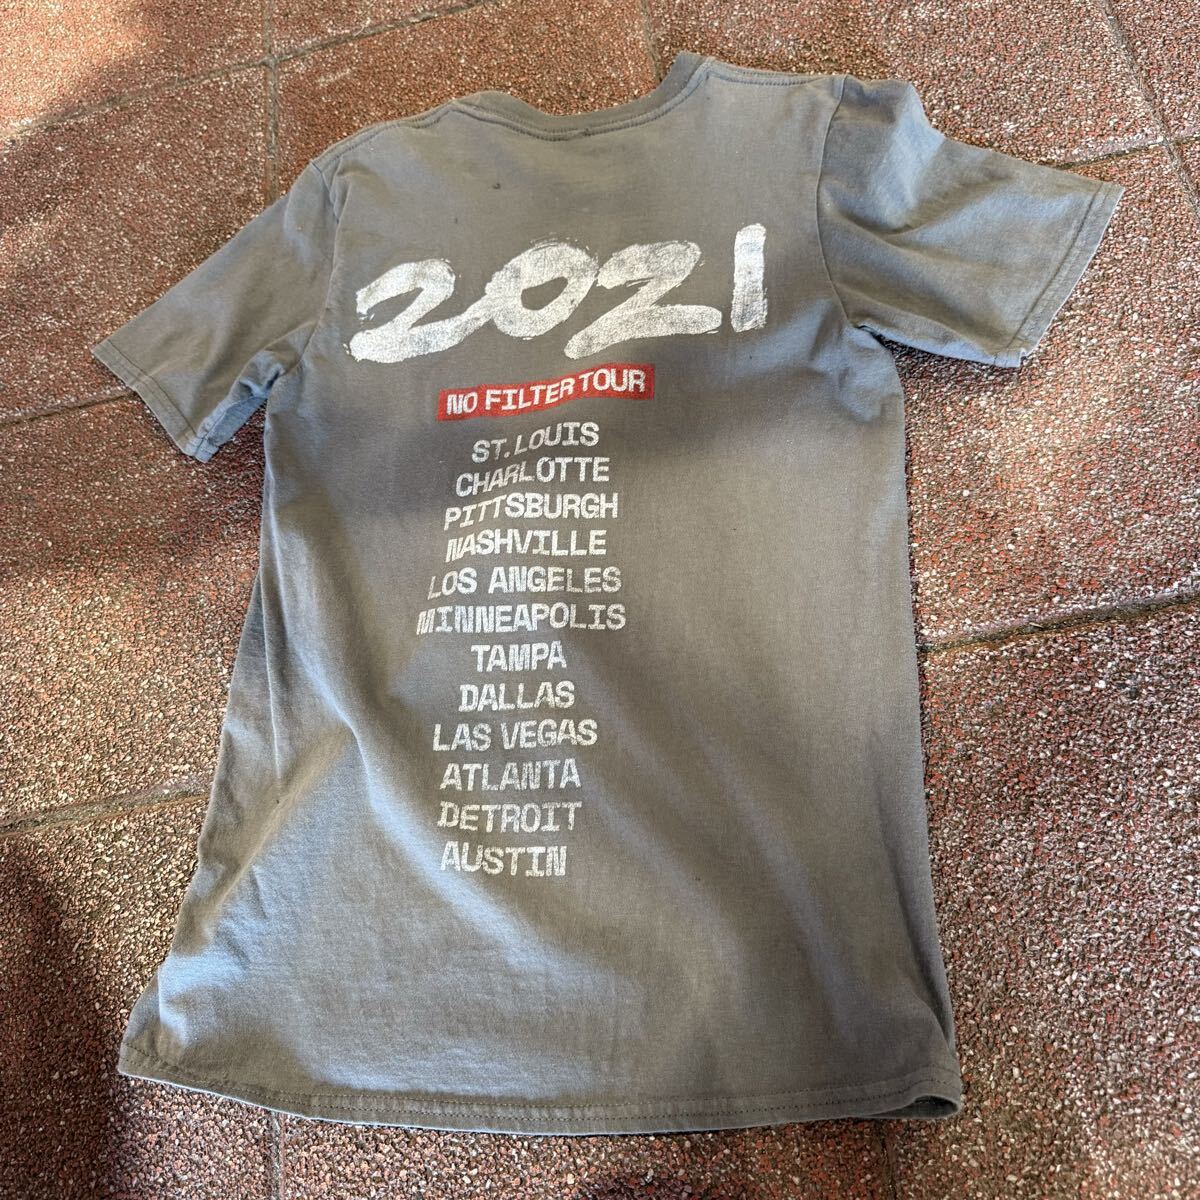 2021
NO FILTER TOUR
ST. LOUIS
CHARLOTTE
PITTSBURGH
NASHVILLE
LOS ANGELES
MINNEAPOLIS
TAMPA
DALLAS
LAS VEGAS
ATLANTA
DETROIT
AUSTIN